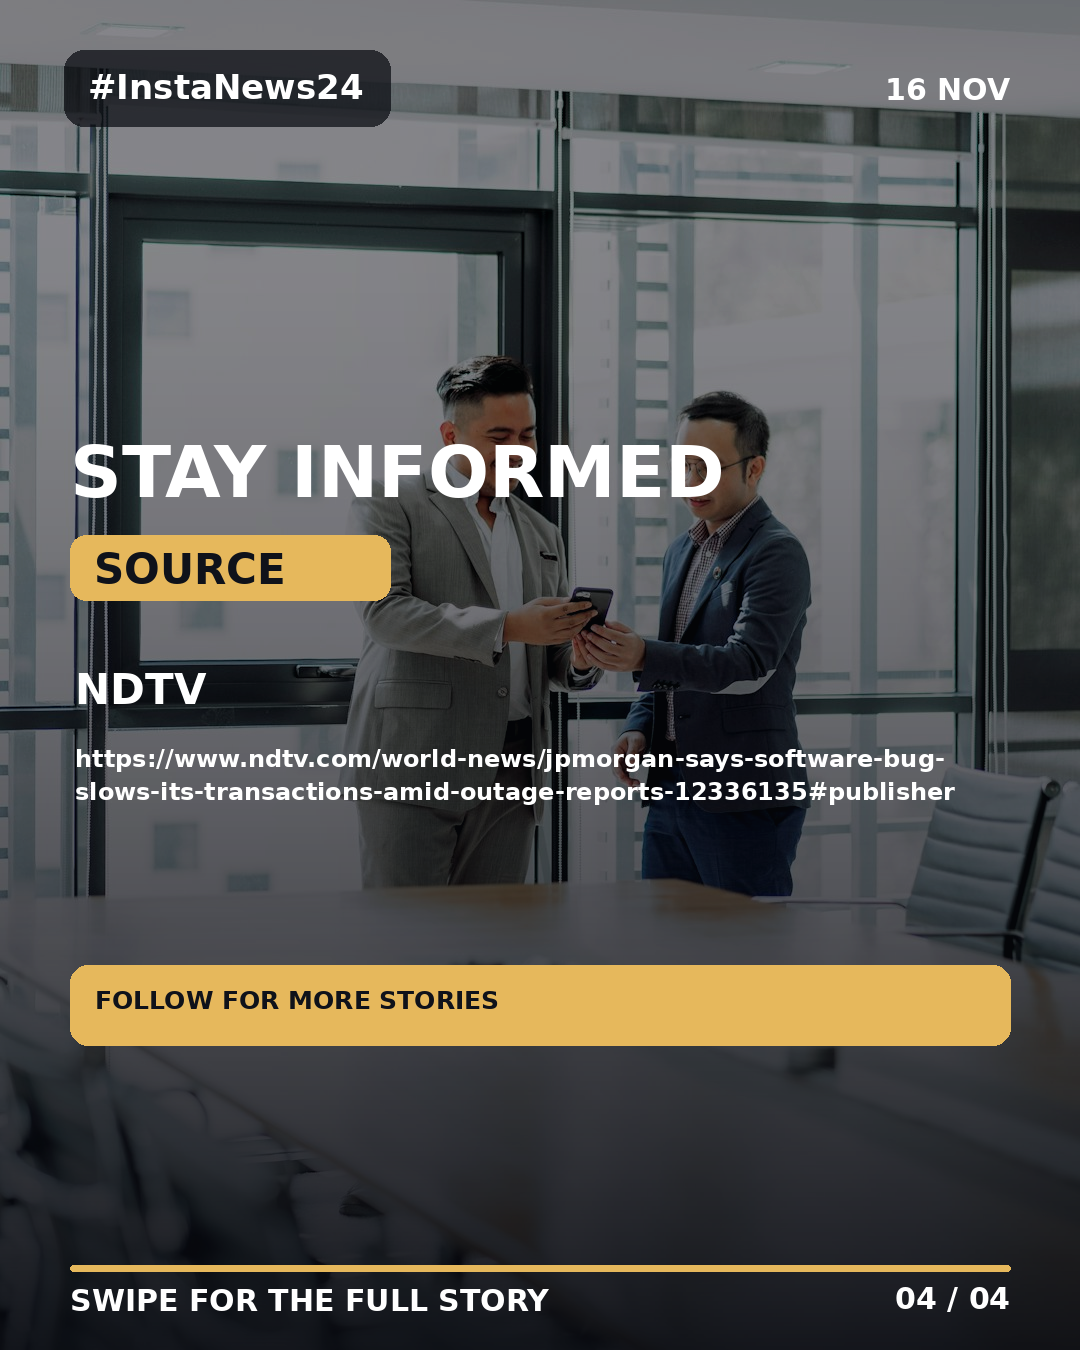 #InstaNews24
16 NOV
STAY INFORMED
SOURCE
NDTV
https://www.ndtv.com/world-news/jpmorgan-says-software-bug-
slows-its-transactions-amid-outage-reports-12336135#publisher
FOLLOW FOR MORE STORIES
SWIPE FOR THE FULL STORY
04 / 04